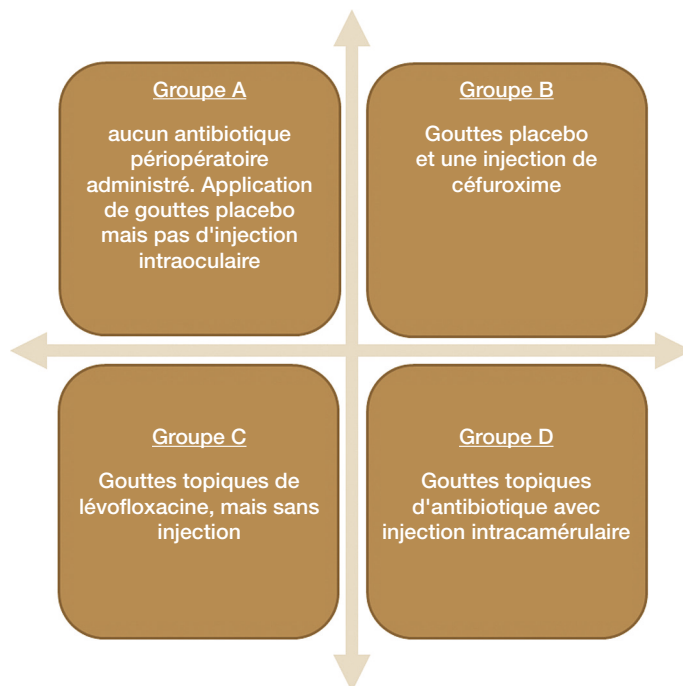 Groupe A
aucun antibiotique
périopératoire
administré. Application
de gouttes placebo
mais pas d'injection
intraoculaire
Groupe B
Gouttes placebo
et une injection de
céfuroxime
Groupe C
Gouttes topiques de
lévofloxacine, mais sans
injection
Groupe D
Gouttes topiques
d'antibiotique avec
injection intracamérulaire